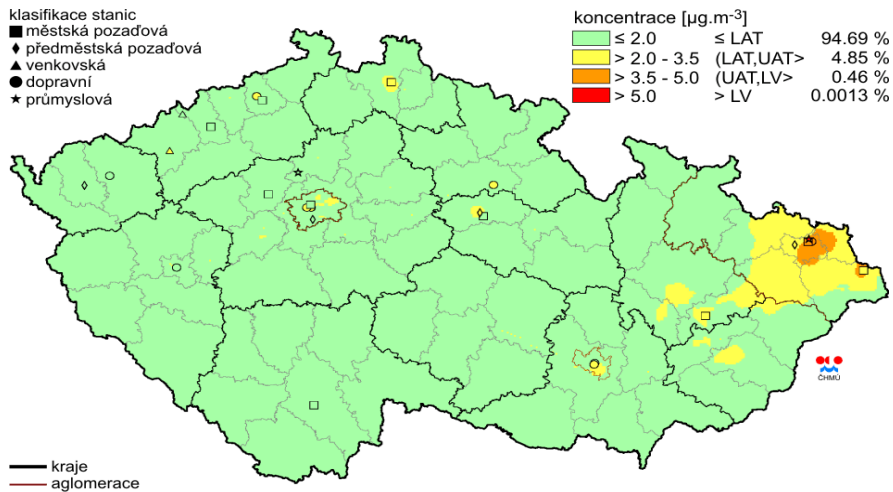 klasifikace stanic
městská pozaďová
předměstská pozaďová
venkovská
dopravní
průmyslová
koncentrace [µg.m-3]
≤ 2.0 ≤ LAT 94.69 %
> 2.0 - 3.5 (LAT,UAT> 4.85 %
> 3.5 - 5.0 (UAT,LV> 0.46 %
> 5.0 > LV 0.0013 %
ČHMÚ
kraje
aglomerace